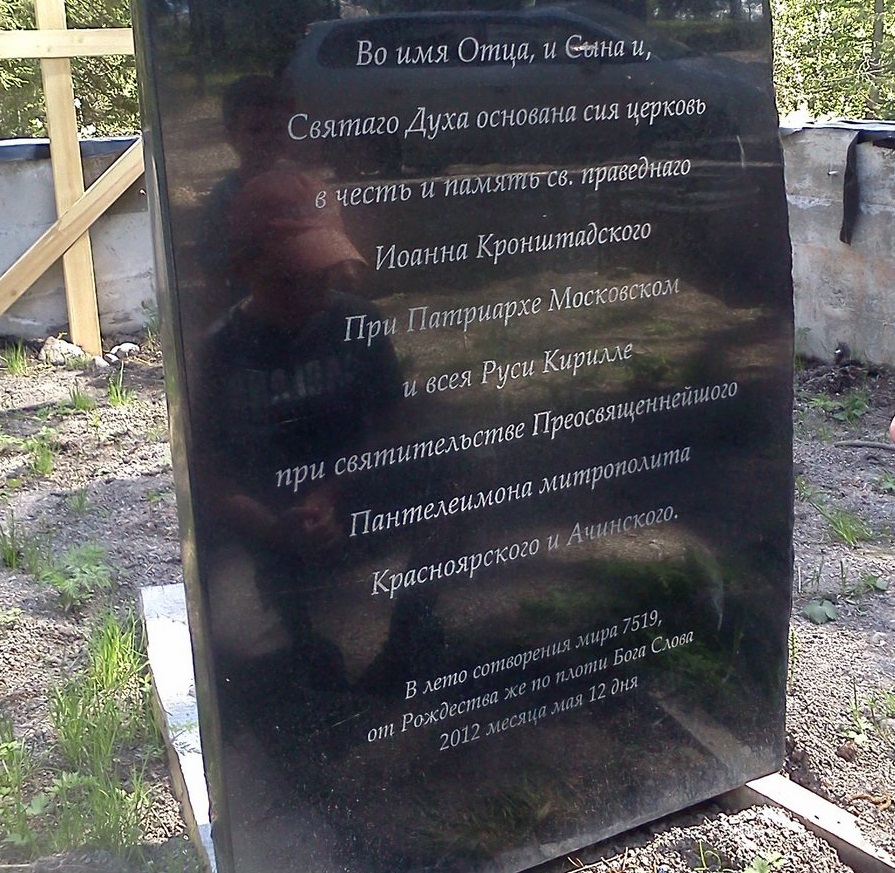 Во имя Отца, и Сына и,
Святаго Духа основана сия церковь
в честь и память св. праведнаго
Иоанна Кронштадского
При Патриархе Московском
и всея Руси Кирилле
при святительстве Преосвященнейшого
Пантелеимона митрополита
Красноярского и Ачинского.
В лето сотворения мира 7519,
от Рождества же по плоти Бога Слова
2012 месяца мая 12 дня